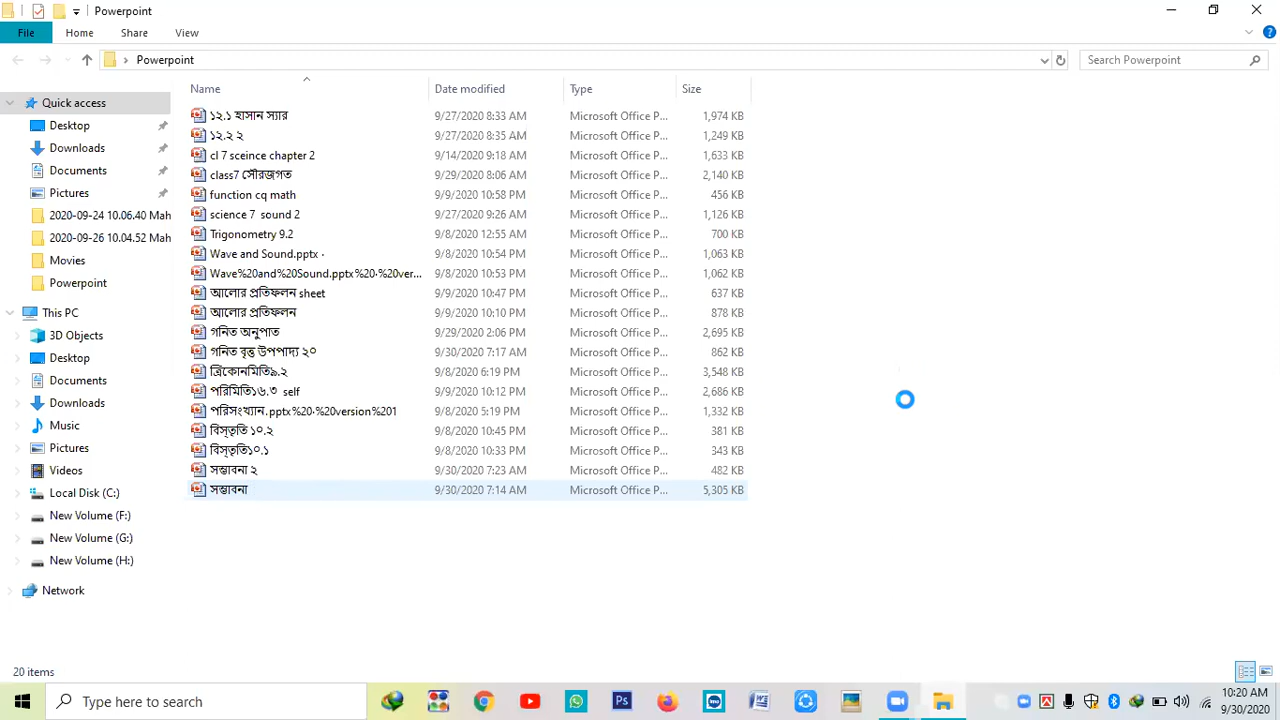 Powerpoint
File Home Share View
Powerpoint Search Powerpoint
Name Date modified Type Size
Quick access
Desktop
Downloads
Documents
Pictures
2020-09-24 10.06.40 Mah
2020-09-26 10.04.52 Mah
Movies
Powerpoint
This PC
3D Objects
Desktop
Documents
Downloads
Music
Pictures
Videos
Local Disk (C:)
New Volume (F:)
New Volume (G:)
New Volume (H:)
Network
১২.১ হাসান স্যার 9/27/2020 8:33 AM Microsoft Office P... 1,974 KB
১২.২ ২ 9/27/2020 8:35 AM Microsoft Office P... 1,249 KB
cl 7 sceince chapter 2 9/14/2020 9:18 AM Microsoft Office P... 1,633 KB
class7 সৌরজগত 9/29/2020 8:06 AM Microsoft Office P... 2,140 KB
function cq math 9/9/2020 10:58 PM Microsoft Office P... 456 KB
science 7 sound 2 9/27/2020 9:26 AM Microsoft Office P... 1,126 KB
Trigonometry 9.2 9/8/2020 12:55 AM Microsoft Office P... 700 KB
Wave and Sound.pptx · 9/8/2020 10:54 PM Microsoft Office P... 1,063 KB
Wave%20and%20Sound.pptx%20·%20ver... 9/8/2020 10:53 PM Microsoft Office P... 1,062 KB
আলোর প্রতিফলন sheet 9/9/2020 10:47 PM Microsoft Office P... 637 KB
আলোর প্রতিফলন 9/9/2020 10:10 PM Microsoft Office P... 878 KB
গনিত অনুপাত 9/29/2020 2:06 PM Microsoft Office P... 2,695 KB
গনিত বৃত্ত উপপাদ্য ২০ 9/30/2020 7:17 AM Microsoft Office P... 862 KB
ত্রিকোনমিতি৯.২ 9/8/2020 6:19 PM Microsoft Office P... 3,548 KB
পরিমিতি১৬.৩ self 9/9/2020 10:12 PM Microsoft Office P... 2,686 KB
পরিসংখ্যান.pptx%20·%20version%201 9/8/2020 5:19 PM Microsoft Office P... 1,332 KB
বিস্তৃতি ১০.২ 9/8/2020 10:45 PM Microsoft Office P... 381 KB
বিস্তৃতি১০.১ 9/8/2020 10:33 PM Microsoft Office P... 343 KB
সম্ভাবনা ২ 9/30/2020 7:23 AM Microsoft Office P... 482 KB
সম্ভাবনা 9/30/2020 7:14 AM Microsoft Office P... 5,305 KB
20 items
Type here to search
10:20 AM
9/30/2020